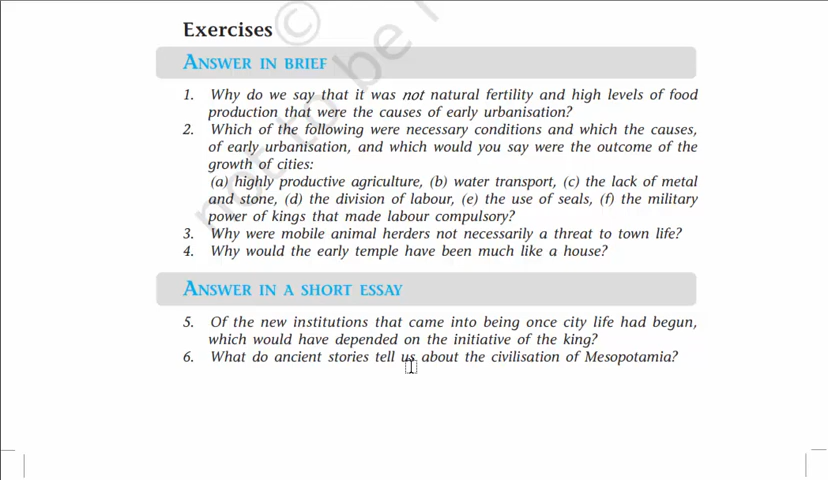 Exercises
ANSWER IN BRIEF
1. Why do we say that it was not natural fertility and high levels of food
production that were the causes of early urbanisation?
2. Which of the following were necessary conditions and which the causes,
of early urbanisation, and which would you say were the outcome of the
growth of cities:
(a) highly productive agriculture, (b) water transport, (c) the lack of metal
and stone, (d) the division of labour, (e) the use of seals, (f) the military
power of kings that made labour compulsory?
3. Why were mobile animal herders not necessarily a threat to town life?
4. Why would the early temple have been much like a house?
ANSWER IN A SHORT ESSAY
5. Of the new institutions that came into being once city life had begun,
which would have depended on the initiative of the king?
6. What do ancient stories tell us about the civilisation of Mesopotamia?
©
not to be